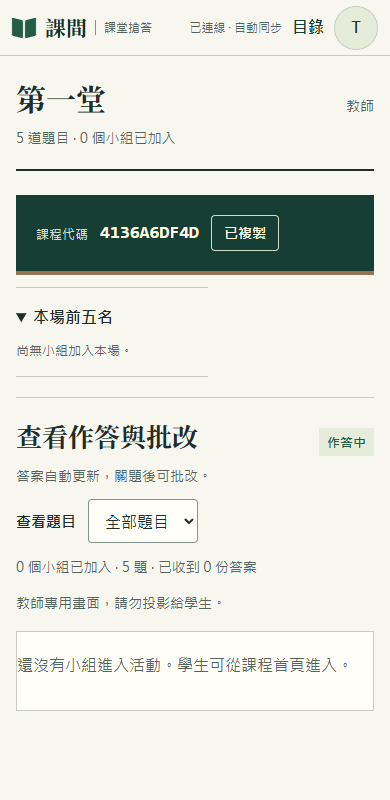 課間 | 課堂搶答 已連線 · 自動同步 目錄 T
第一堂 教師
5 道題目 · 0 個小組已加入
課程代碼 4136A6DF4D 已複製
▼ 本場前五名
尚無小組加入本場。
查看作答與批改 作答中
答案自動更新，關題後可批改。
查看題目 全部題目
0 個小組已加入 · 5 題 · 已收到 0 份答案
教師專用畫面，請勿投影給學生。
還沒有小組進入活動。學生可從課程首頁進入。